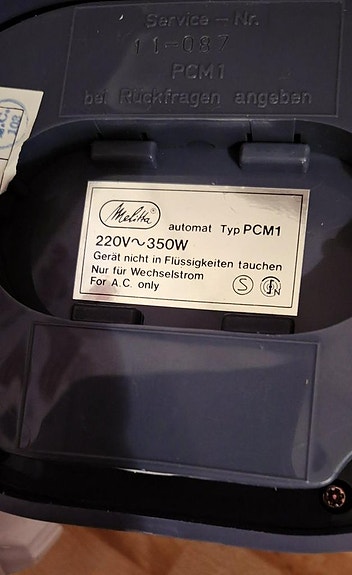 Service – Nr.
11-087
PCM1
bei Rückfragen angeben
Melitta®
automat Typ PCM1
220V~350W
Gerät nicht in Flüssigkeiten tauchen
Nur für Wechselstrom
For A.C. only
S